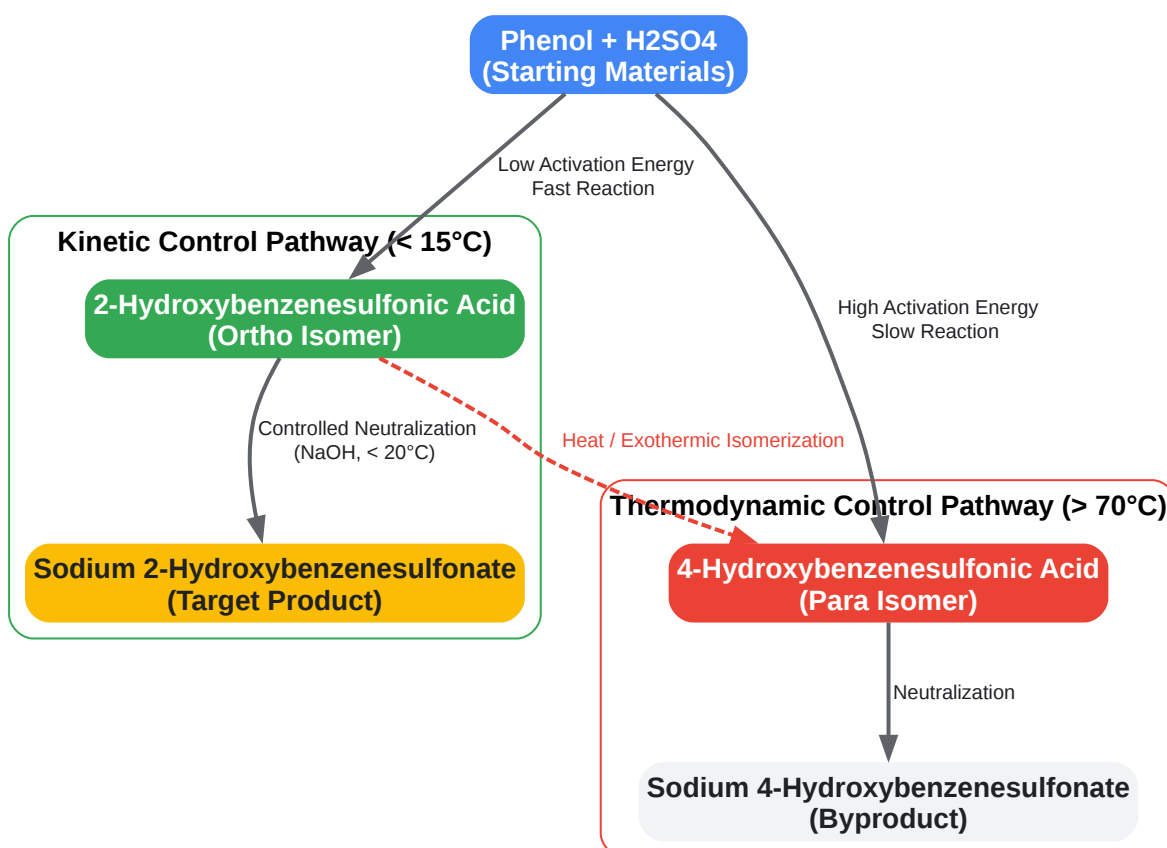 Phenol + H2SO4
(Starting Materials)
Low Activation Energy
Fast Reaction
Kinetic Control Pathway (< 15°C)
2-Hydroxybenzenesulfonic Acid
(Ortho Isomer)
High Activation Energy
Slow Reaction
Controlled Neutralization
(NaOH, < 20°C)
Heat / Exothermic Isomerization
Thermodynamic Control Pathway (> 70°C)
Sodium 2-Hydroxybenzenesulfonate
(Target Product)
4-Hydroxybenzenesulfonic Acid
(Para Isomer)
Neutralization
Sodium 4-Hydroxybenzenesulfonate
(Byproduct)